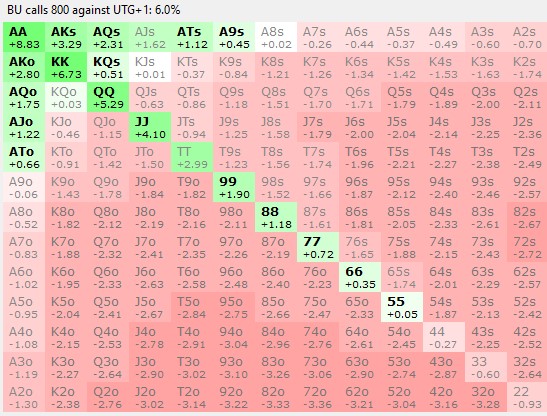 BU calls 800 against UTG+1: 6.0%
AA AKs AQs AJs ATs A9s A8s A7s A6s A5s A4s A3s A2s
+8.83 +3.29 +2.31 +1.62 +1.12 +0.45 +0.02 -0.26 -0.44 -0.37 -0.49 -0.60 -0.70
AKo KK KQs KJs KTs K9s K8s K7s K6s K5s K4s K3s K2s
+2.80 +6.73 +0.51 +0.01 -0.37 -0.84 -1.21 -1.26 -1.34 -1.42 -1.53 -1.63 -1.74
AQo KQo QQ QJs QTs Q9s Q8s Q7s Q6s Q5s Q4s Q3s Q2s
+1.75 +0.03 +5.29 -0.63 -0.86 -1.18 -1.51 -1.70 -1.71 -1.79 -1.89 -2.00 -2.11
AJo KJo QJo JJ JTs J9s J8s J7s J6s J5s J4s J3s J2s
+1.22 -0.46 -1.15 +4.10 -0.94 -1.25 -1.58 -1.79 -2.00 -2.04 -2.14 -2.25 -2.36
ATo KTo QTo JTo TT T9s T8s T7s T6s T5s T4s T3s T2s
+0.66 -0.91 -1.42 -1.50 +2.99 -1.23 -1.56 -1.74 -1.96 -2.21 -2.27 -2.38 -2.49
A9o K9o Q9o J9o T9o 99 98s 97s 96s 95s 94s 93s 92s
-0.06 -1.43 -1.78 -1.84 -1.82 +1.90 -1.52 -1.66 -1.87 -2.12 -2.40 -2.46 -2.57
A8o K8o Q8o J8o T8o 98o 88 87s 86s 85s 84s 83s 82s
-0.52 -1.82 -2.12 -2.19 -2.16 -2.11 +1.18 -1.61 -1.81 -2.05 -2.33 -2.61 -2.67
A7o K7o Q7o J7o T7o 97o 87o 77 76s 75s 74s 73s 72s
-0.83 -1.88 -2.32 -2.41 -2.35 -2.26 -2.19 +0.72 -1.65 -1.88 -2.15 -2.43 -2.72
A6o K6o Q6o J6o T6o 96o 86o 76o 66 65s 64s 63s 62s
-1.02 -1.95 -2.33 -2.63 -2.58 -2.48 -2.40 -2.23 +0.35 -1.74 -2.01 -2.29 -2.57
A5o K5o Q5o J5o T5o 95o 85o 75o 65o 55 54s 53s 52s
-0.95 -2.04 -2.41 -2.67 -2.84 -2.75 -2.66 -2.47 -2.33 +0.05 -1.87 -2.13 -2.42
A4o K4o Q4o J4o T4o 94o 84o 74o 64o 54o 44 43s 42s
-1.08 -2.15 -2.53 -2.78 -2.91 -3.04 -2.96 -2.76 -2.61 -2.45 -0.27 -2.25 -2.52
A3o K3o Q3o J3o T3o 93o 83o 73o 63o 53o 43o 33 32s
-1.19 -2.27 -2.64 -2.90 -3.02 -3.10 -3.26 -3.06 -2.90 -2.74 -2.87 -0.60 -2.64
A2o K2o Q2o J2o T2o 92o 82o 72o 62o 52o 42o 32o 22
-1.30 -2.38 -2.76 -3.02 -3.14 -3.22 -3.33 -3.36 -3.22 -3.04 -3.16 -3.28 -0.93